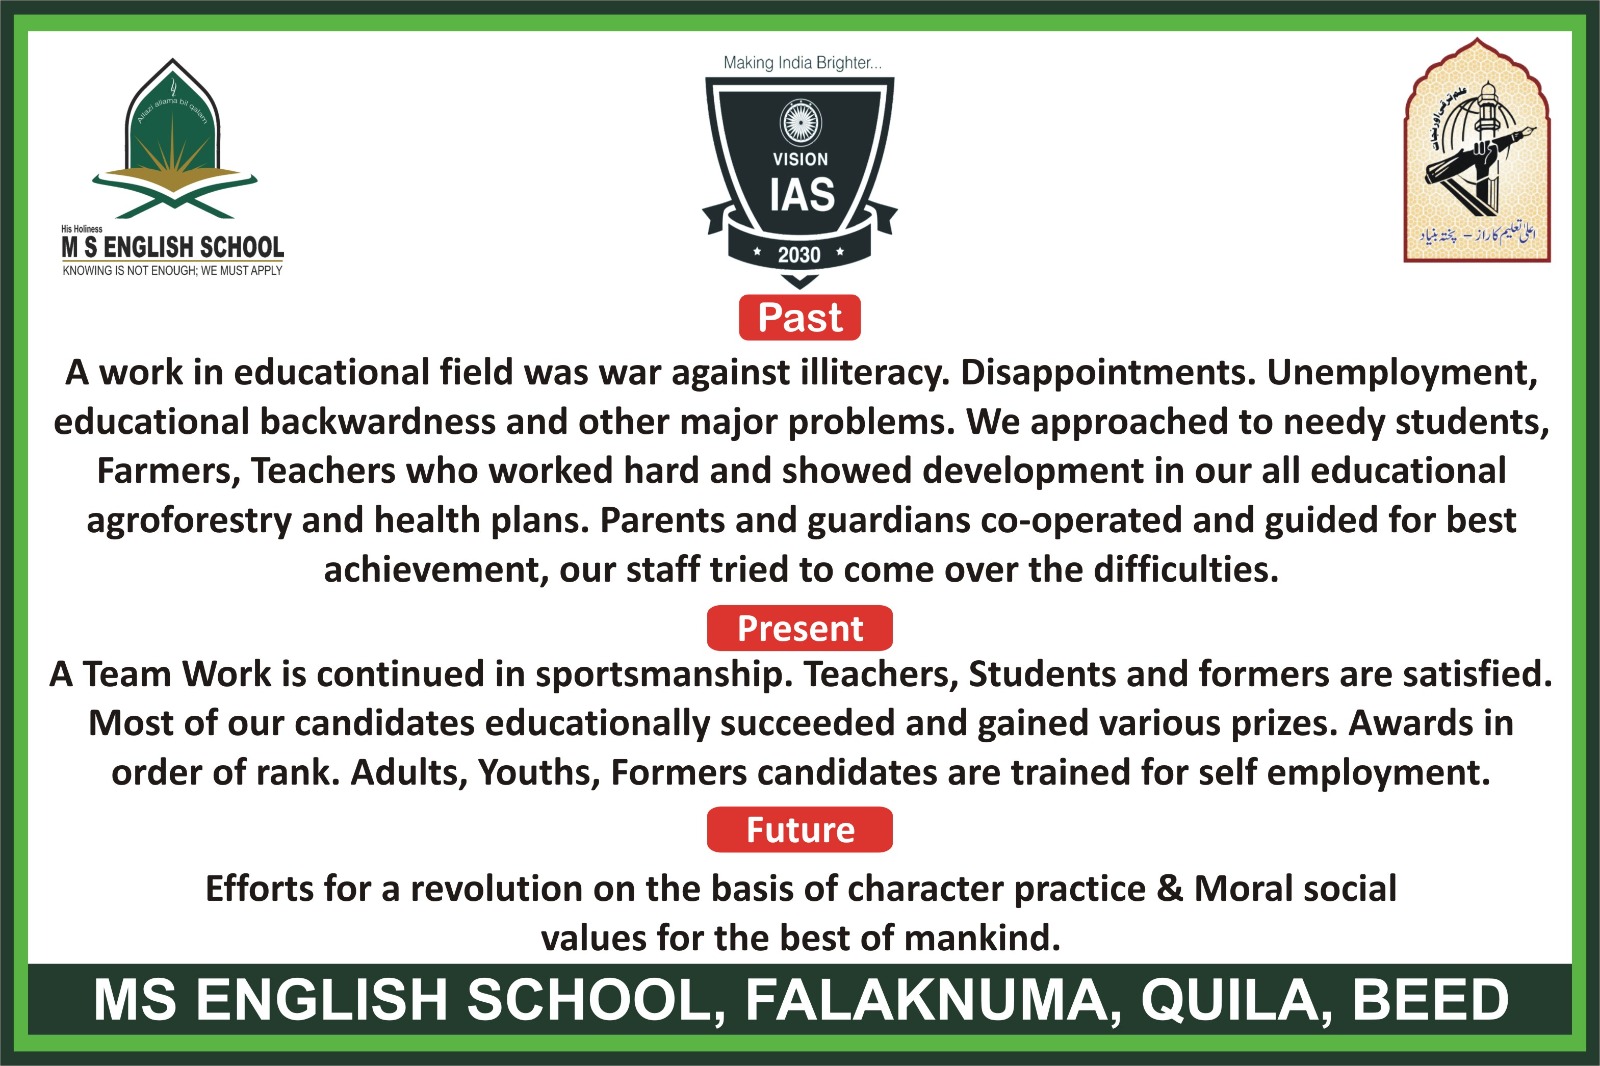 Making India Brighter...
Allazi allama bil qalam
VISION
IAS
2030
His Holiness
M S ENGLISH SCHOOL
KNOWING IS NOT ENOUGH; WE MUST APPLY
علم ترقی اور نجات
اعلیٰ تعلیم کا راز - پختہ بنیاد
Past
A work in educational field was war against illiteracy. Disappointments. Unemployment,
educational backwardness and other major problems. We approached to needy students,
Farmers, Teachers who worked hard and showed development in our all educational
agroforestry and health plans. Parents and guardians co-operated and guided for best
achievement, our staff tried to come over the difficulties.
Present
A Team Work is continued in sportsmanship. Teachers, Students and formers are satisfied.
Most of our candidates educationally succeeded and gained various prizes. Awards in
order of rank. Adults, Youths, Formers candidates are trained for self employment.
Future
Efforts for a revolution on the basis of character practice & Moral social
values for the best of mankind.
MS ENGLISH SCHOOL, FALAKNUMA, QUILA, BEED